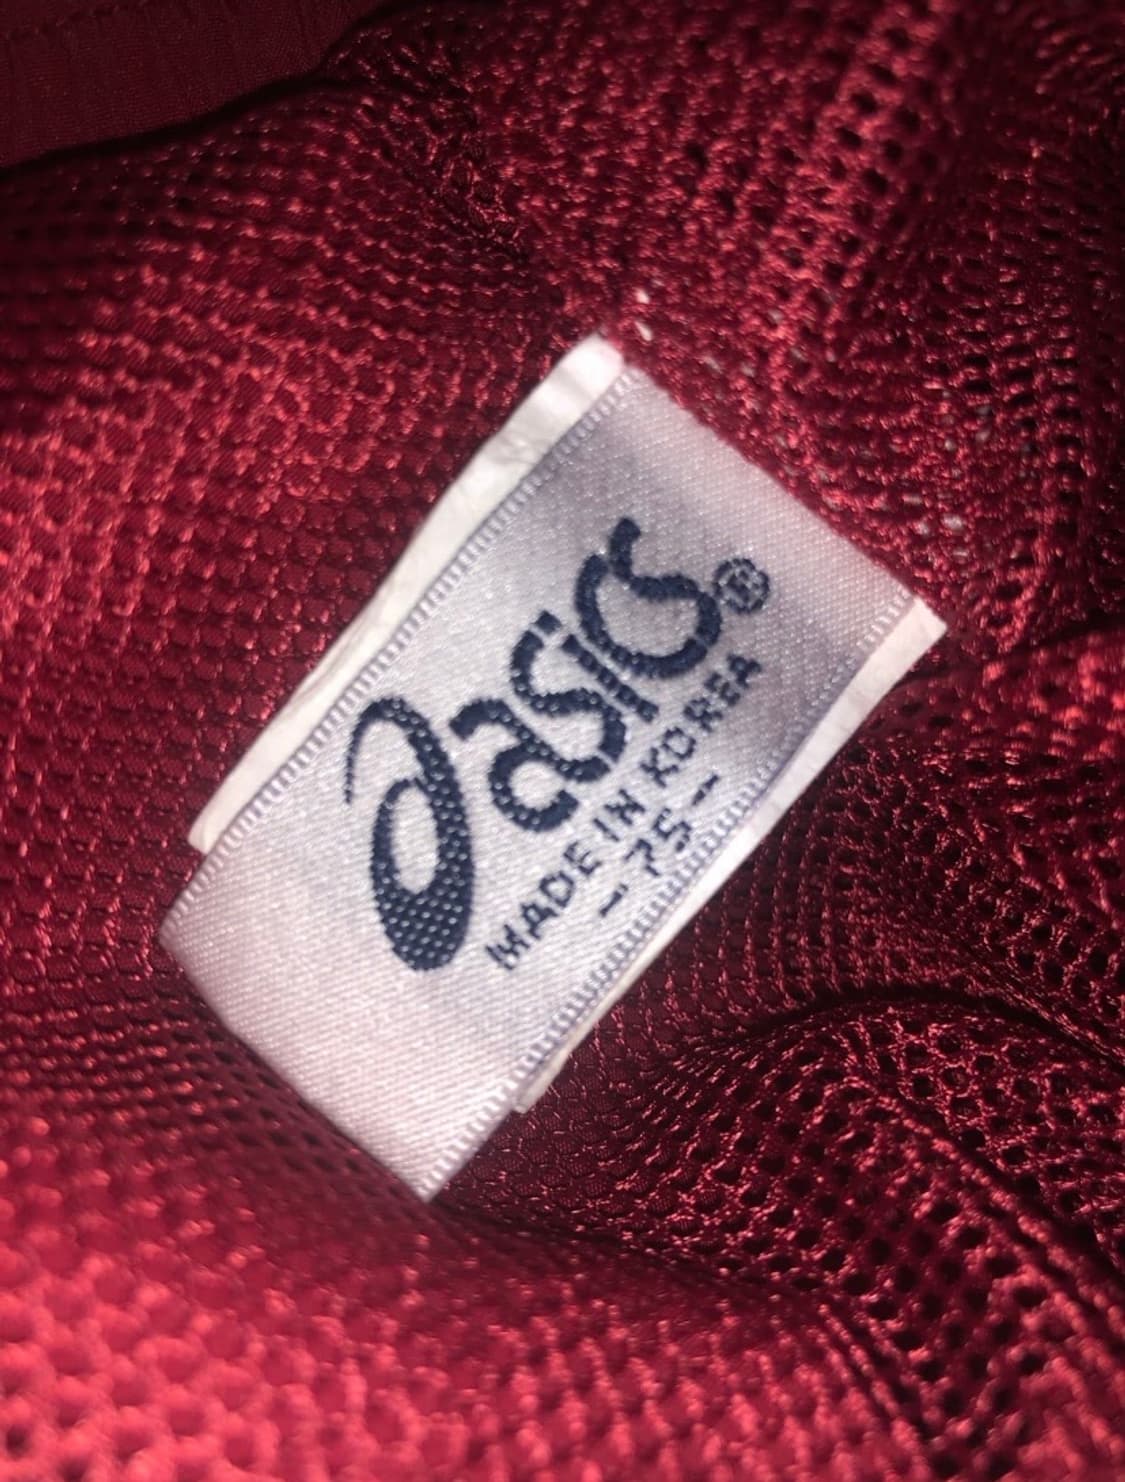 asics®
MADE IN KOREA
-75-